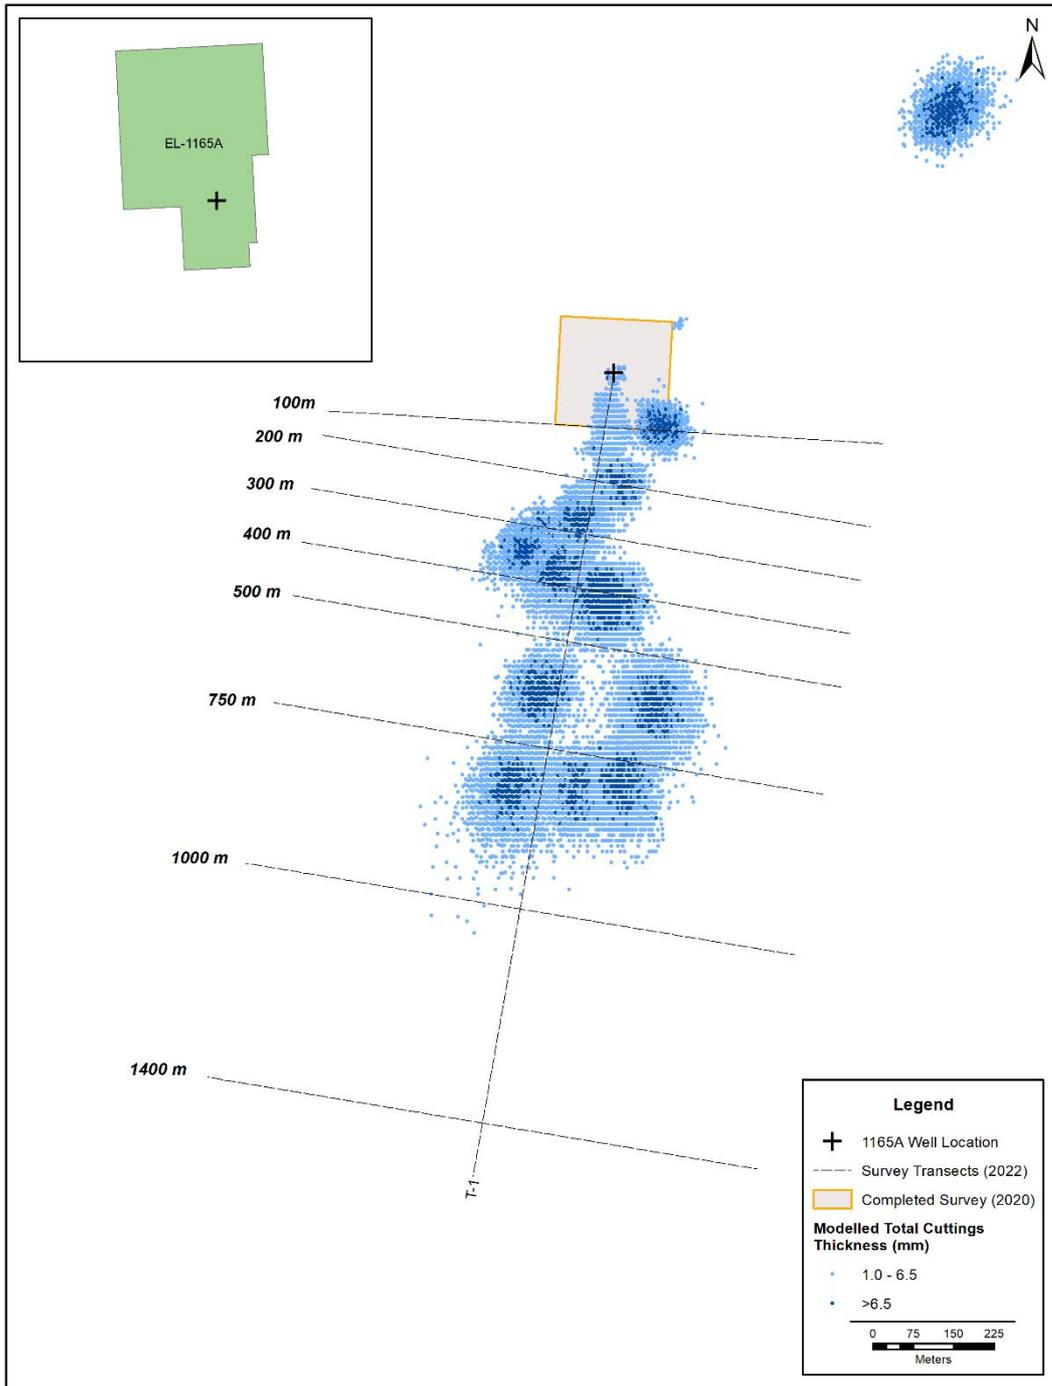 EL-1165A
N
100m
200 m
300 m
400 m
500 m
750 m
1000 m
1400 m
T-1
Legend
1165A Well Location
Survey Transects (2022)
Completed Survey (2020)
Modelled Total Cuttings
Thickness (mm)
1.0 - 6.5
>6.5
0 75 150 225
Meters